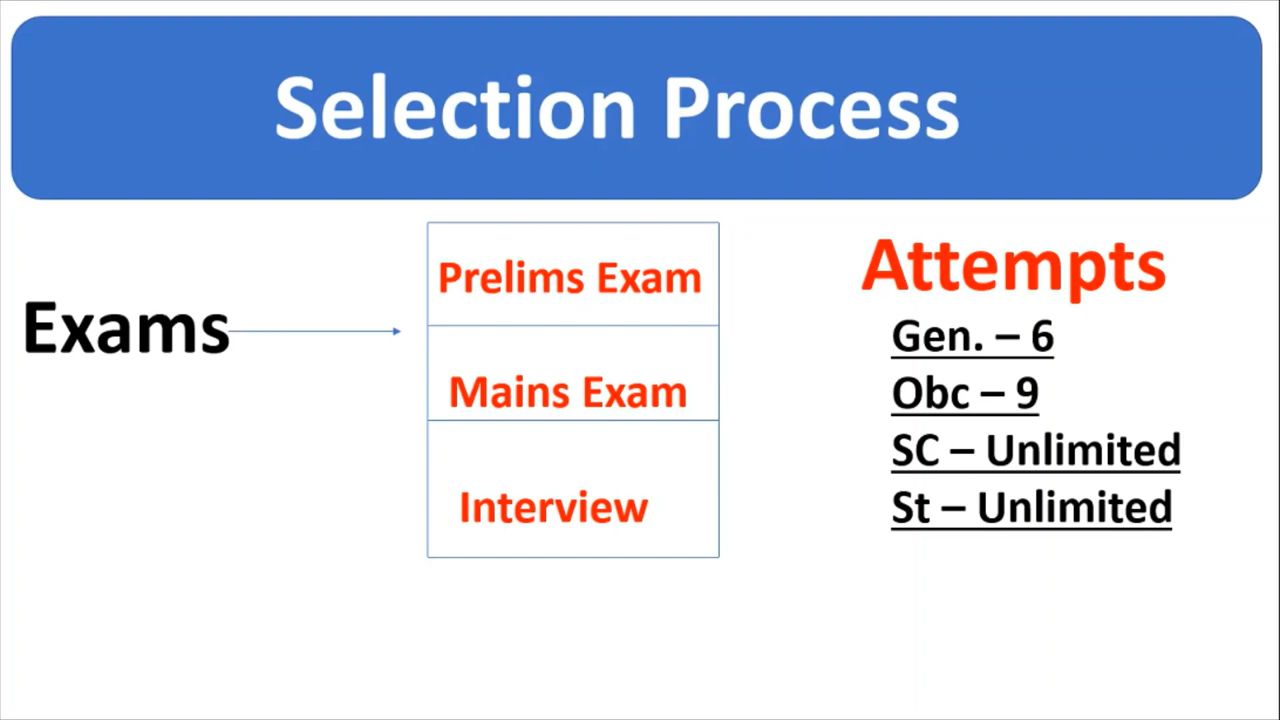 Selection Process
Exams
Prelims Exam
Mains Exam
Interview
Attempts
Gen. – 6
Obc – 9
SC – Unlimited
St – Unlimited